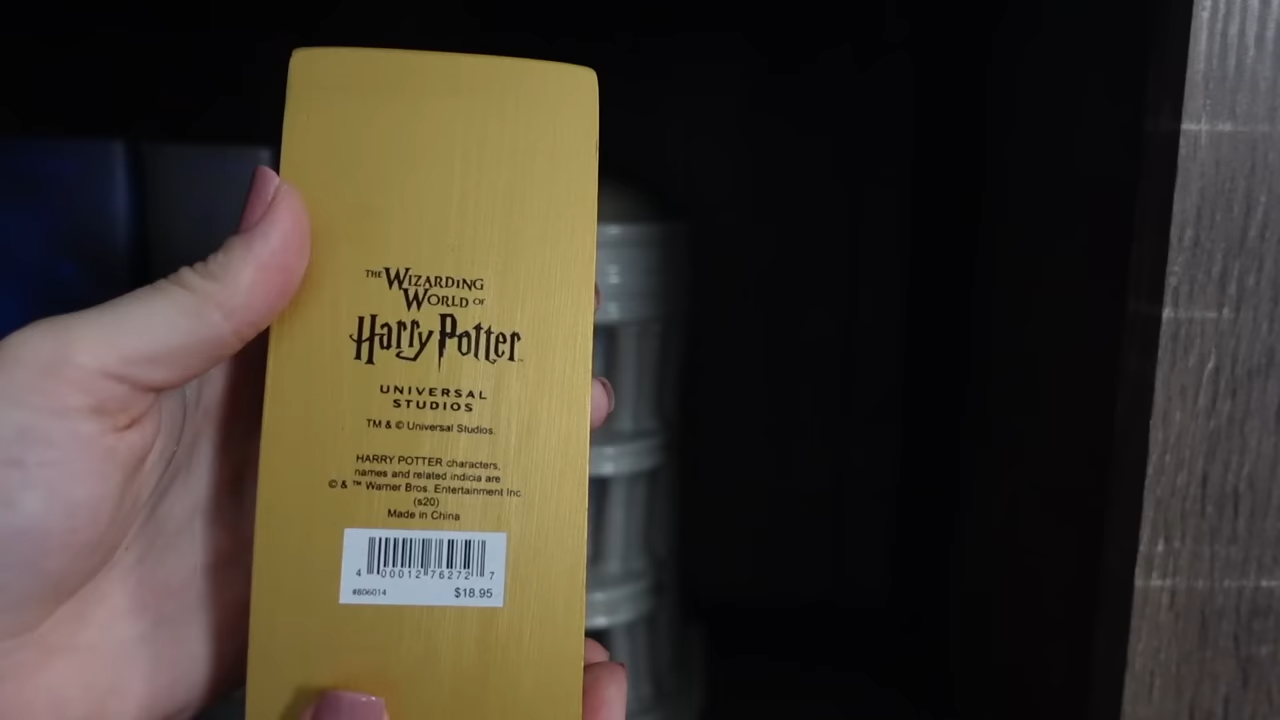 THE WIZARDING
WORLD OF
Harry Potter
UNIVERSAL
STUDIOS
TM & © Universal Studios.
HARRY POTTER characters,
names and related indicia are
© & ™ Warner Bros. Entertainment Inc
(s20)
Made in China
4 00012 76272 7
#806014 $18.95